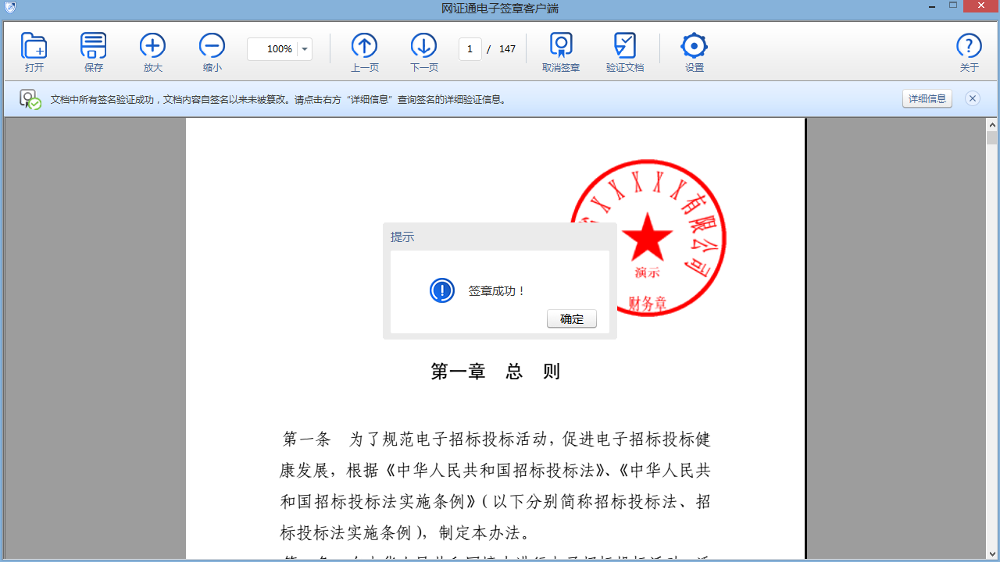 网证通电子签章客户端
打开
保存
放大
缩小
100%
上一页
下一页
1 / 147
取消签章
验证文档
设置
关于
文档中所有签名验证成功，文档内容自签名以来未被篡改。请点击右方“详细信息”查询签名的详细验证信息。
详细信息
XXXXX有限公司
演示
财务章
提示
签章成功！
确定
第一章 总 则
第一条 为了规范电子招标投标活动，促进电子招标投标健
康发展，根据《中华人民共和国招标投标法》、《中华人民共
和国招标投标法实施条例》（以下分别简称招标投标法、招
标投标法实施条例），制定本办法。